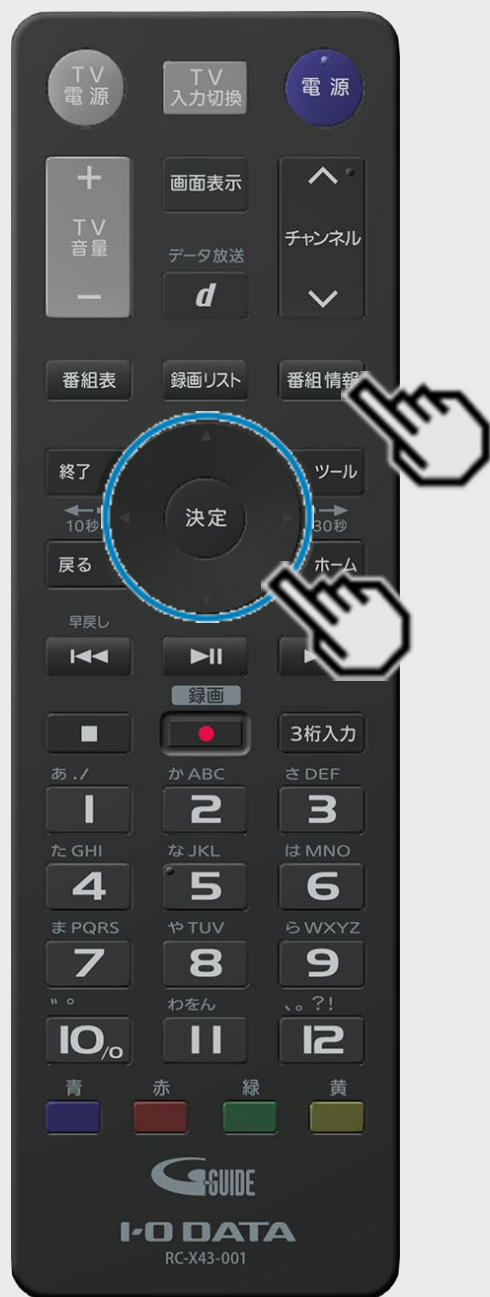 TV
電源
TV
入力切換
電源
+
TV
音量
−
画面表示
データ放送
d
チャンネル
番組表
録画リスト
番組情報
終了
ツール
10秒
決定
30秒
戻る
ホーム
早戻し
録画
3桁入力
あ./
かABC
さDEF
1
2
3
たGHI
なJKL
はMNO
4
5
6
まPQRS
やTUV
らWXYZ
7
8
9
゛゜
わをん
、。?!
10/0
11
12
青
赤
緑
黄
G-GUIDE
I-O DATA
RC-X43-001